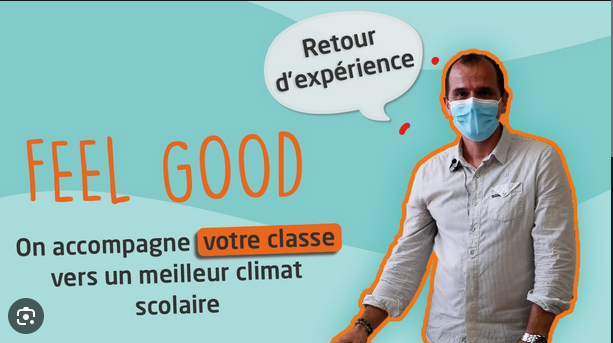 Retour
d'expérience
FEEL GOOD
On accompagne votre classe
vers un meilleur climat
scolaire